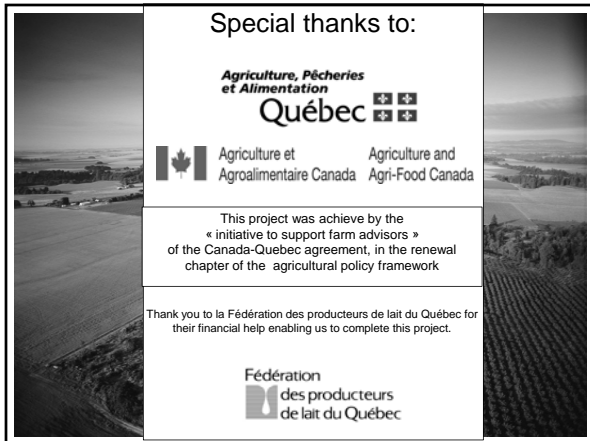 Special thanks to:
Agriculture, Pêcheries
et Alimentation
Québec
Agriculture et
Agroalimentaire Canada
Agriculture and
Agri-Food Canada
This project was achieve by the
« initiative to support farm advisors »
of the Canada-Quebec agreement, in the renewal
chapter of the agricultural policy framework
Thank you to la Fédération des producteurs de lait du Québec for
their financial help enabling us to complete this project.
Fédération
des producteurs
de lait du Québec